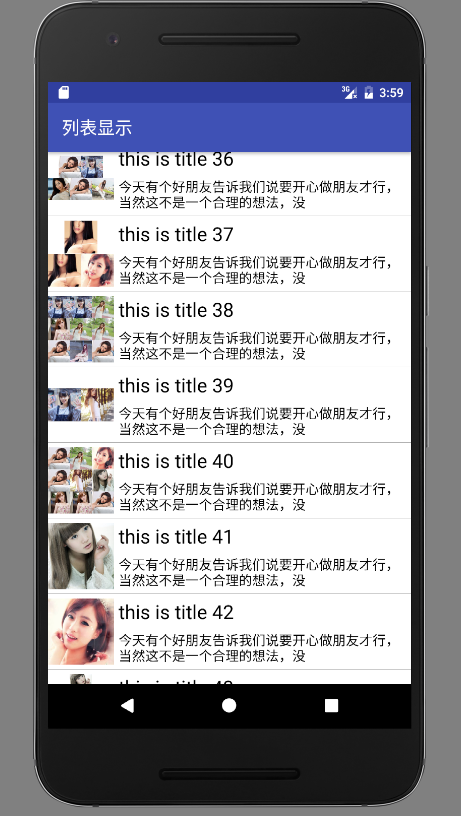 3G 3:59
列表显示
this is title 36
今天有个好朋友告诉我们说要开心做朋友才行，
当然这不是一个合理的想法，没
this is title 37
今天有个好朋友告诉我们说要开心做朋友才行，
当然这不是一个合理的想法，没
this is title 38
今天有个好朋友告诉我们说要开心做朋友才行，
当然这不是一个合理的想法，没
this is title 39
今天有个好朋友告诉我们说要开心做朋友才行，
当然这不是一个合理的想法，没
this is title 40
今天有个好朋友告诉我们说要开心做朋友才行，
当然这不是一个合理的想法，没
this is title 41
今天有个好朋友告诉我们说要开心做朋友才行，
当然这不是一个合理的想法，没
this is title 42
今天有个好朋友告诉我们说要开心做朋友才行，
当然这不是一个合理的想法，没
this is title